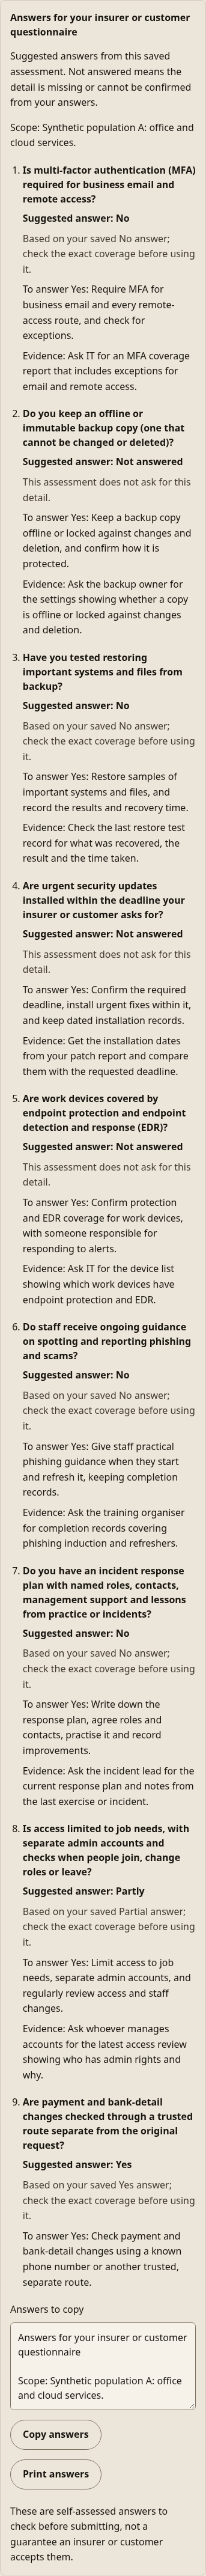 Answers for your insurer or customer
questionnaire
Suggested answers from this saved
assessment. Not answered means the
detail is missing or cannot be confirmed
from your answers.
Scope: Synthetic population A: office and
cloud services.
1. Is multi-factor authentication (MFA)
required for business email and
remote access?
Suggested answer: No
Based on your saved No answer;
check the exact coverage before using
it.
To answer Yes: Require MFA for
business email and every remote-
access route, and check for
exceptions.
Evidence: Ask IT for an MFA coverage
report that includes exceptions for
email and remote access.
2. Do you keep an offline or
immutable backup copy (one that
cannot be changed or deleted)?
Suggested answer: Not answered
This assessment does not ask for this
detail.
To answer Yes: Keep a backup copy
offline or locked against changes and
deletion, and confirm how it is
protected.
Evidence: Ask the backup owner for
the settings showing whether a copy
is offline or locked against changes
and deletion.
3. Have you tested restoring
important systems and files from
backup?
Suggested answer: No
Based on your saved No answer;
check the exact coverage before using
it.
To answer Yes: Restore samples of
important systems and files, and
record the results and recovery time.
Evidence: Check the last restore test
record for what was recovered, the
result and the time taken.
4. Are urgent security updates
installed within the deadline your
insurer or customer asks for?
Suggested answer: Not answered
This assessment does not ask for this
detail.
To answer Yes: Confirm the required
deadline, install urgent fixes within it,
and keep dated installation records.
Evidence: Get the installation dates
from your patch report and compare
them with the requested deadline.
5. Are work devices covered by
endpoint protection and endpoint
detection and response (EDR)?
Suggested answer: Not answered
This assessment does not ask for this
detail.
To answer Yes: Confirm protection
and EDR coverage for work devices,
with someone responsible for
responding to alerts.
Evidence: Ask IT for the device list
showing which work devices have
endpoint protection and EDR.
6. Do staff receive ongoing guidance
on spotting and reporting phishing
and scams?
Suggested answer: No
Based on your saved No answer;
check the exact coverage before using
it.
To answer Yes: Give staff practical
phishing guidance when they start
and refresh it, keeping completion
records.
Evidence: Ask the training organiser
for completion records covering
phishing induction and refreshers.
7. Do you have an incident response
plan with named roles, contacts,
management support and lessons
from practice or incidents?
Suggested answer: No
Based on your saved No answer;
check the exact coverage before using
it.
To answer Yes: Write down the
response plan, agree roles and
contacts, practise it and record
improvements.
Evidence: Ask the incident lead for the
current response plan and notes from
the last exercise or incident.
8. Is access limited to job needs, with
separate admin accounts and
checks when people join, change
roles or leave?
Suggested answer: Partly
Based on your saved Partial answer;
check the exact coverage before using
it.
To answer Yes: Limit access to job
needs, separate admin accounts, and
regularly review access and staff
changes.
Evidence: Ask whoever manages
accounts for the latest access review
showing who has admin rights and
why.
9. Are payment and bank-detail
changes checked through a trusted
route separate from the original
request?
Suggested answer: Yes
Based on your saved Yes answer;
check the exact coverage before using
it.
To answer Yes: Check payment and
bank-detail changes using a known
phone number or another trusted,
separate route.
Answers to copy
Answers for your insurer or customer
questionnaire
Scope: Synthetic population A: office
and cloud services.
Copy answers
Print answers
These are self-assessed answers to
check before submitting, not a
guarantee an insurer or customer
accepts them.